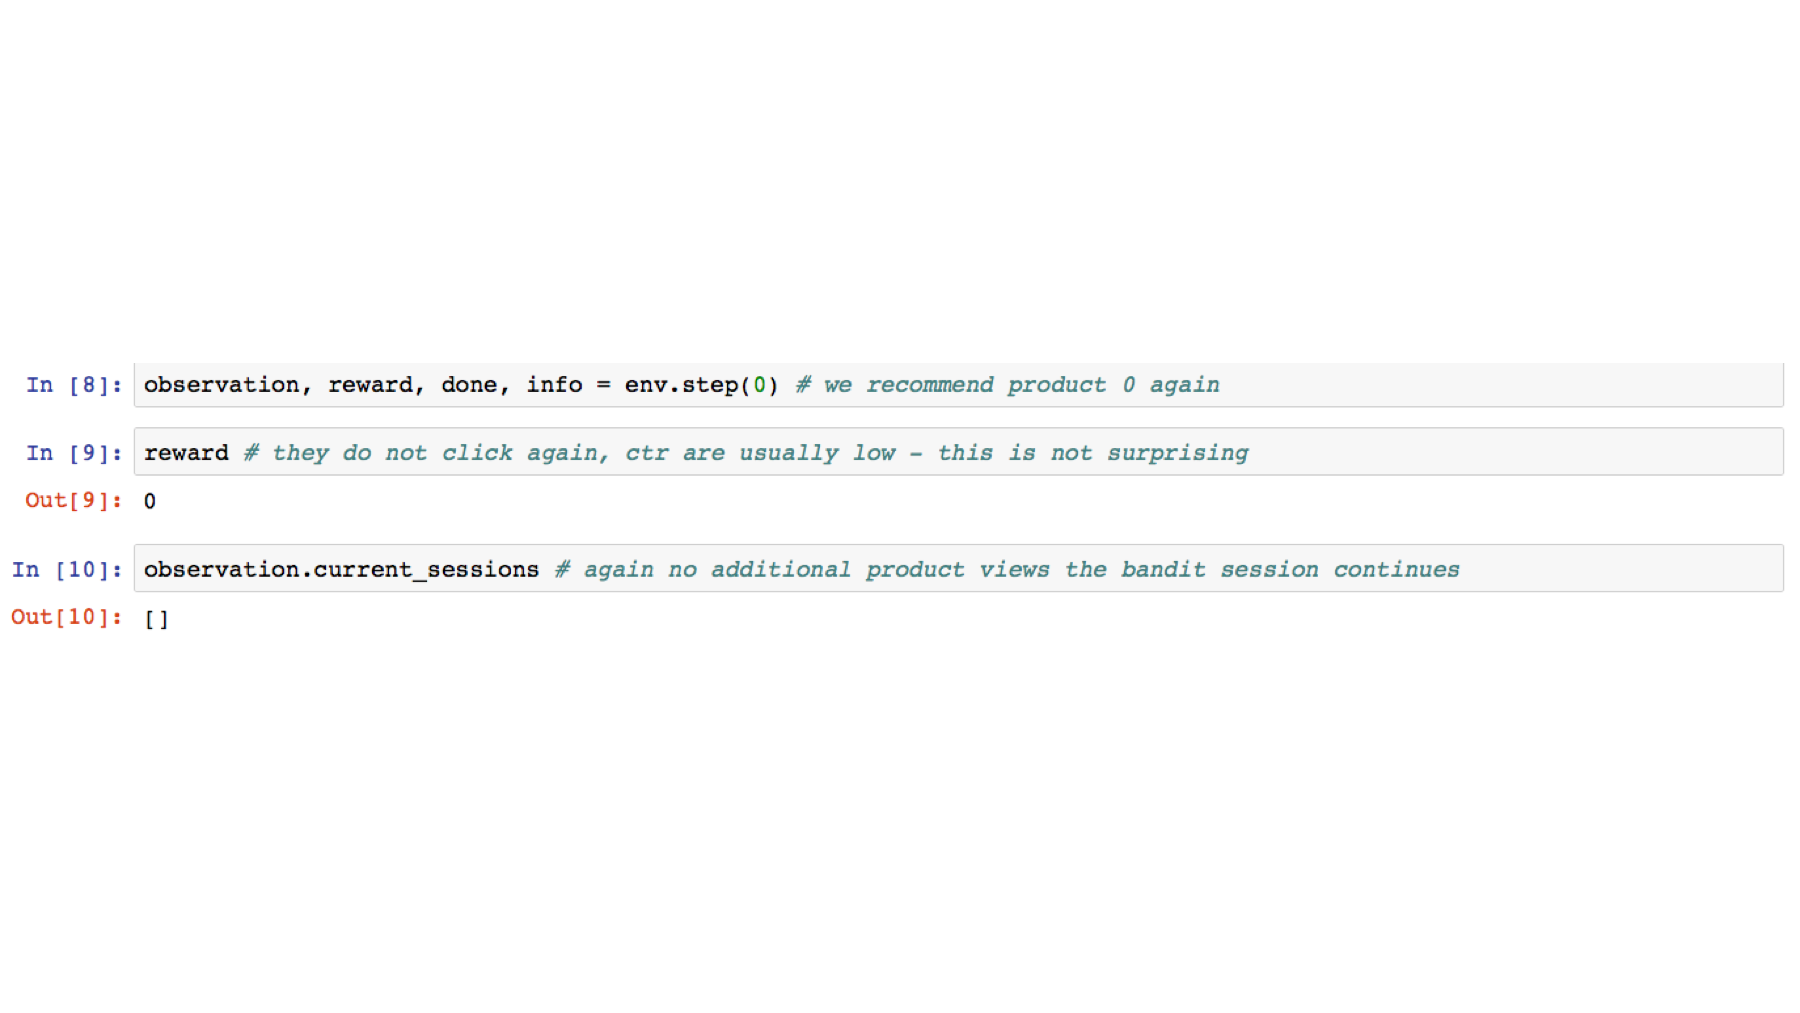 In [8]: observation, reward, done, info = env.step(0) # we recommend product 0 again
In [9]: reward # they do not click again, ctr are usually low - this is not surprising
Out[9]: 0
In [10]: observation.current_sessions # again no additional product views the bandit session continues
Out[10]: []